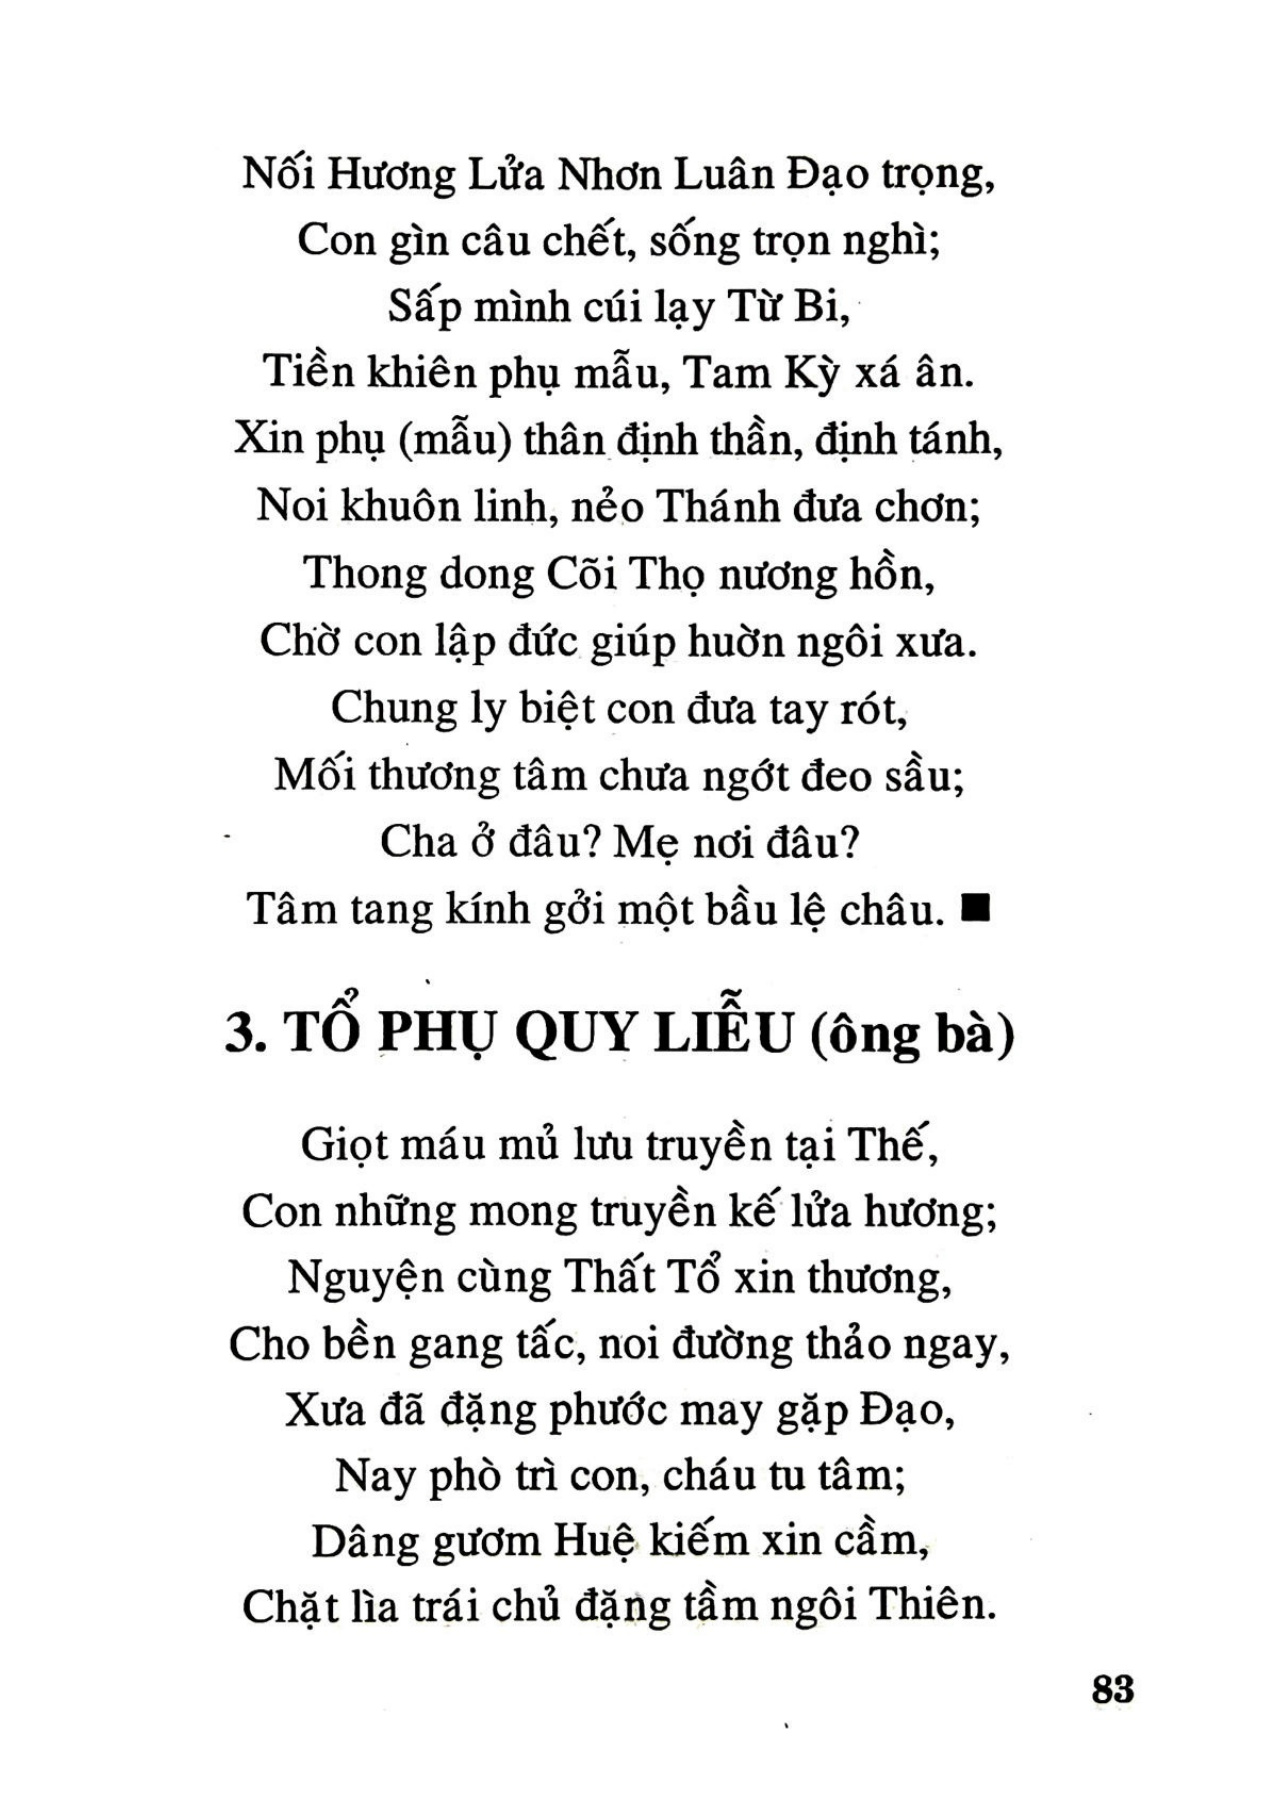 Nối Hương Lửa Nhơn Luân Đạo trọng,
Con gìn câu chết, sống trọn nghì;
Sấp mình cúi lạy Từ Bi,
Tiền khiên phụ mẫu, Tam Kỳ xá ân.
Xin phụ (mẫu) thân định thần, định tánh,
Noi khuôn linh, nẻo Thánh đưa chơn;
Thong dong Cõi Thọ nương hồn,
Chờ con lập đức giúp huờn ngôi xưa.
Chung ly biệt con đưa tay rót,
Mối thương tâm chưa ngớt đeo sầu;
Cha ở đâu? Mẹ nơi đâu?
Tâm tang kính gởi một bầu lệ châu. ■
3. TỔ PHỤ QUY LIỄU (ông bà)
Giọt máu mủ lưu truyền tại Thế,
Con những mong truyền kế lửa hương;
Nguyện cùng Thất Tổ xin thương,
Cho bền gang tấc, noi đường thảo ngay,
Xưa đã đặng phước may gặp Đạo,
Nay phò trì con, cháu tu tâm;
Dâng gươm Huệ kiếm xin cầm,
Chặt lìa trái chủ đặng tầm ngôi Thiên.
83